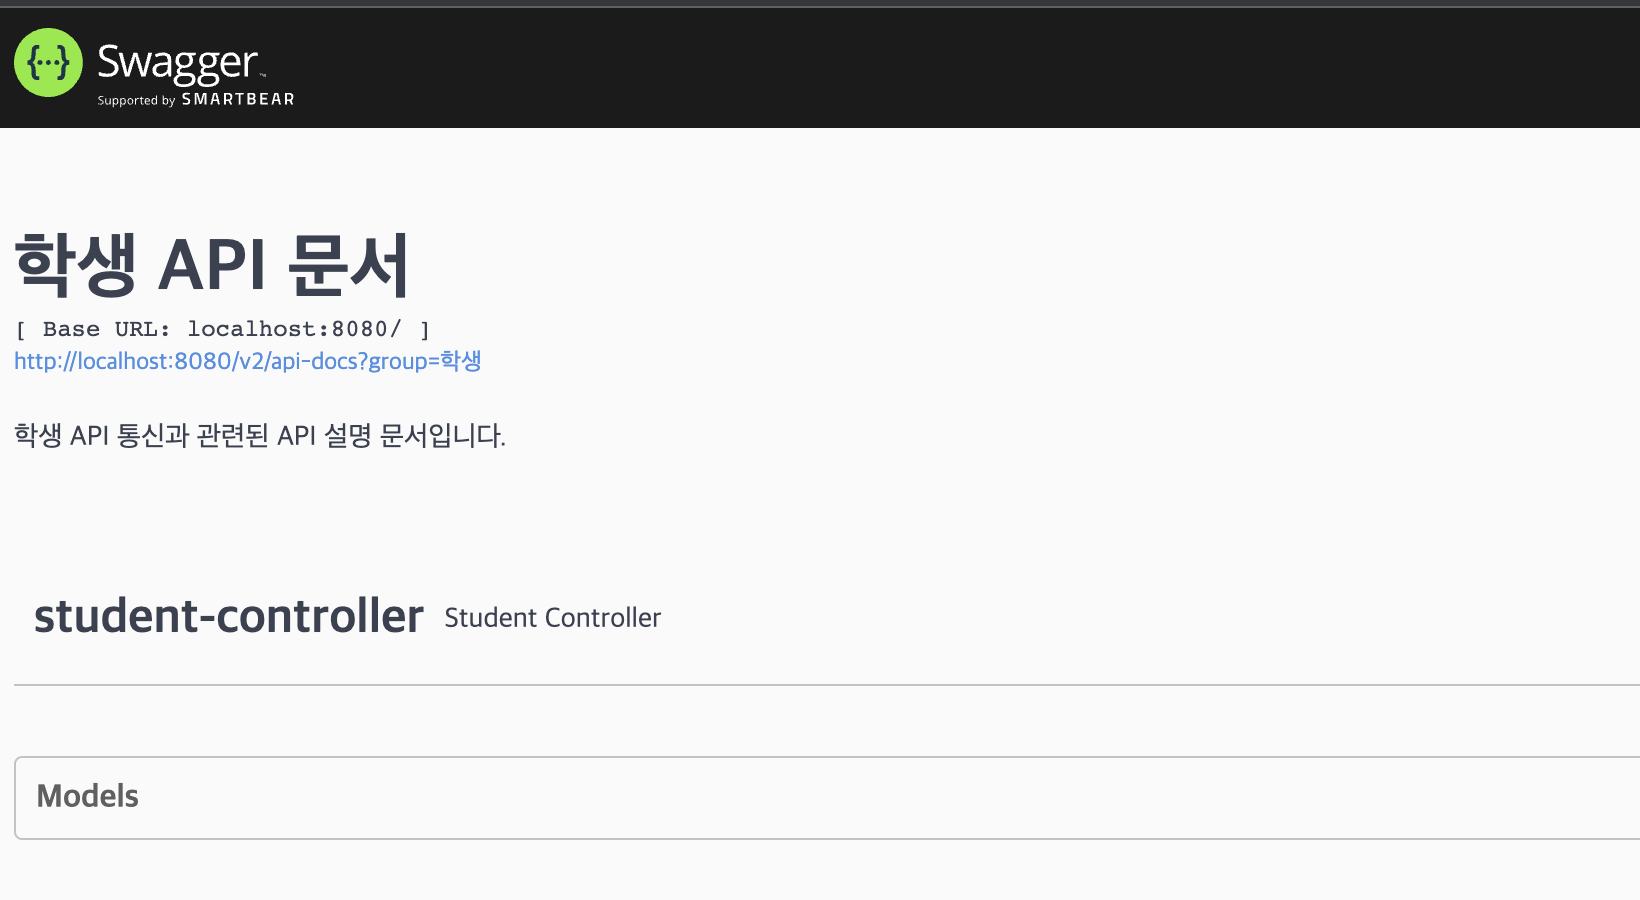 {...} Swagger™
Supported by SMARTBEAR
학생 API 문서
[ Base URL: localhost:8080/ ]
http://localhost:8080/v2/api-docs?group=학생
학생 API 통신과 관련된 API 설명 문서입니다.
student-controller Student Controller
Models